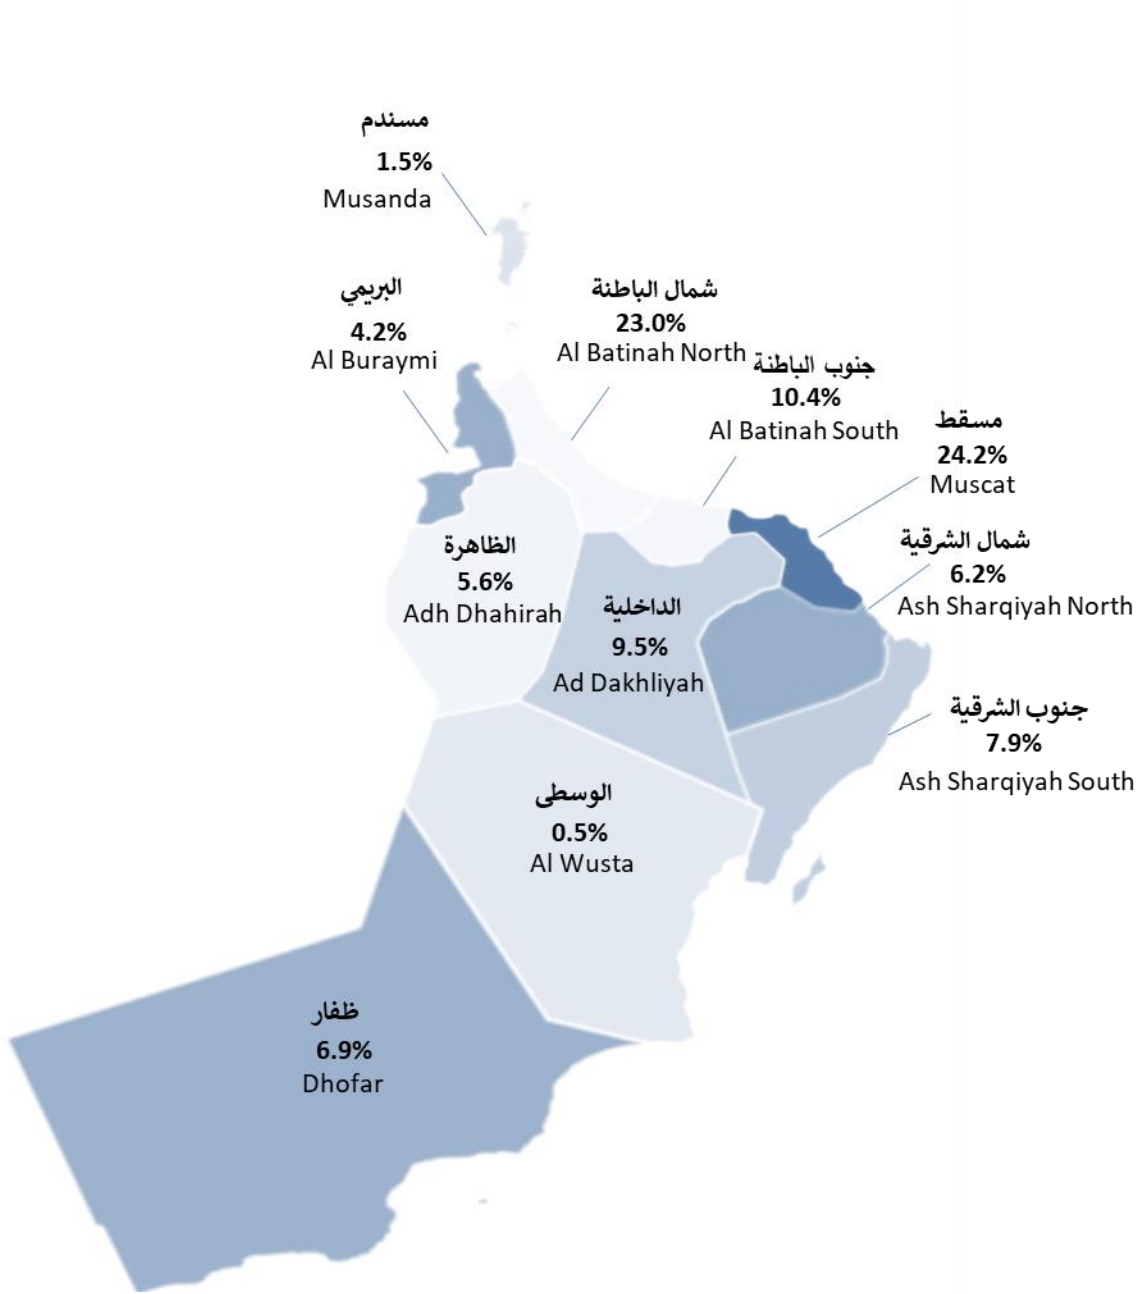 مسندم
1.5%
Musanda
البريمي
4.2%
Al Buraymi
شمال الباطنة
23.0%
Al Batinah North
جنوب الباطنة
10.4%
Al Batinah South
مسقط
24.2%
Muscat
شمال الشرقية
6.2%
Ash Sharqiyah North
الظاهرة
5.6%
Adh Dhahirah
الداخلية
9.5%
Ad Dakhliyah
جنوب الشرقية
7.9%
Ash Sharqiyah South
الوسطى
0.5%
Al Wusta
ظفار
6.9%
Dhofar